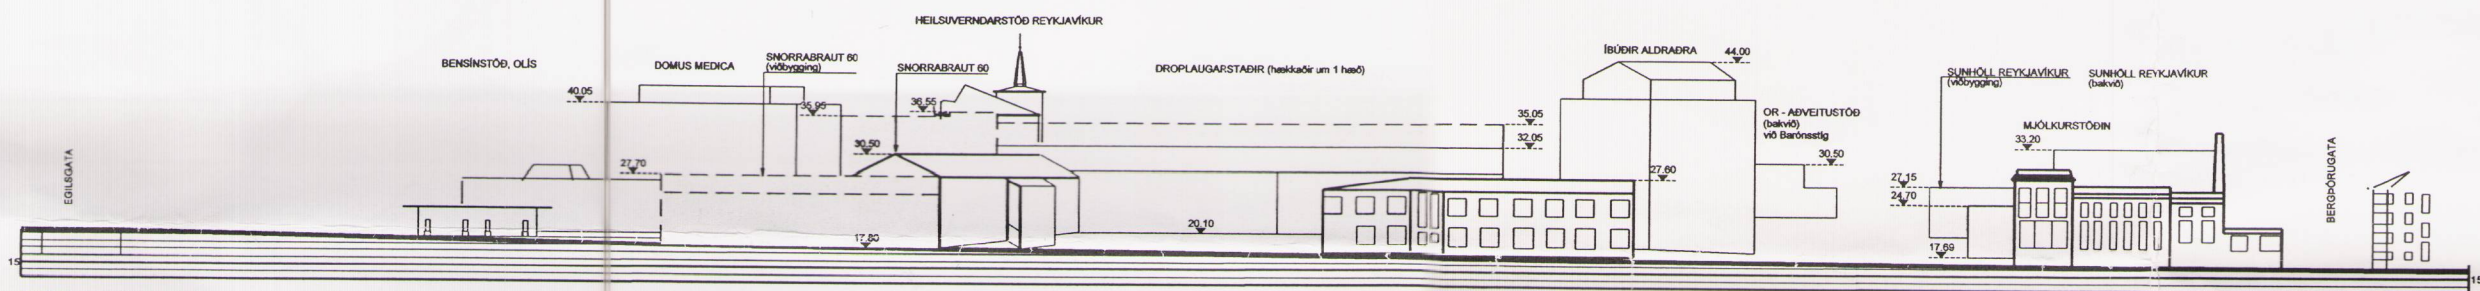 HEILSUVERNDARSTÖÐ REYKJAVÍKUR
BENSÍNSTÖÐ, OLÍS
DOMUS MEDICA
SNORRABRAUT 60
(viðbygging)
SNORRABRAUT 60
DROPLAUGARSTAÐIR (hækkaðir um 1 hæð)
ÍBÚÐIR ALDRAÐRA
44.00
SUNHÖLL REYKJAVÍKUR
(viðbygging)
SUNHÖLL REYKJAVÍKUR
(bakvið)
MJÓLKURSTÖÐIN
OR - AÐVEITUSTÖÐ
(bakvið)
við Barónsstíg
EGILSGATA
BERGÞÓRUGATA
40.05
35.95
36.55
35.05
32.05
30.50
30.50
33.20
27.70
27.60
27.15
24.70
20.10
17.80
17.69
15
15